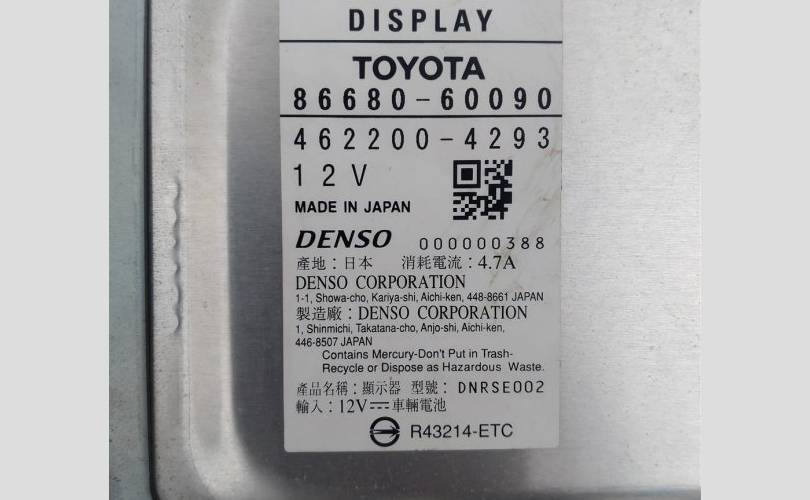 DISPLAY
TOYOTA
86680-60090
462200-4293
12V
MADE IN JAPAN
DENSO 000000388
產地：日本 消耗電流：4.7A
DENSO CORPORATION
1-1, Showa-cho, Kariya-shi, Aichi-ken, 448-8661 JAPAN
製造廠：DENSO CORPORATION
1, Shinmichi, Takatana-cho, Anjo-shi, Aichi-ken,
446-8507 JAPAN
Contains Mercury-Don't Put in Trash-
Recycle or Dispose as Hazardous Waste.
產品名稱：顯示器 型號：DNRSE002
輸入：12V⎓車輛電池
R43214-ETC